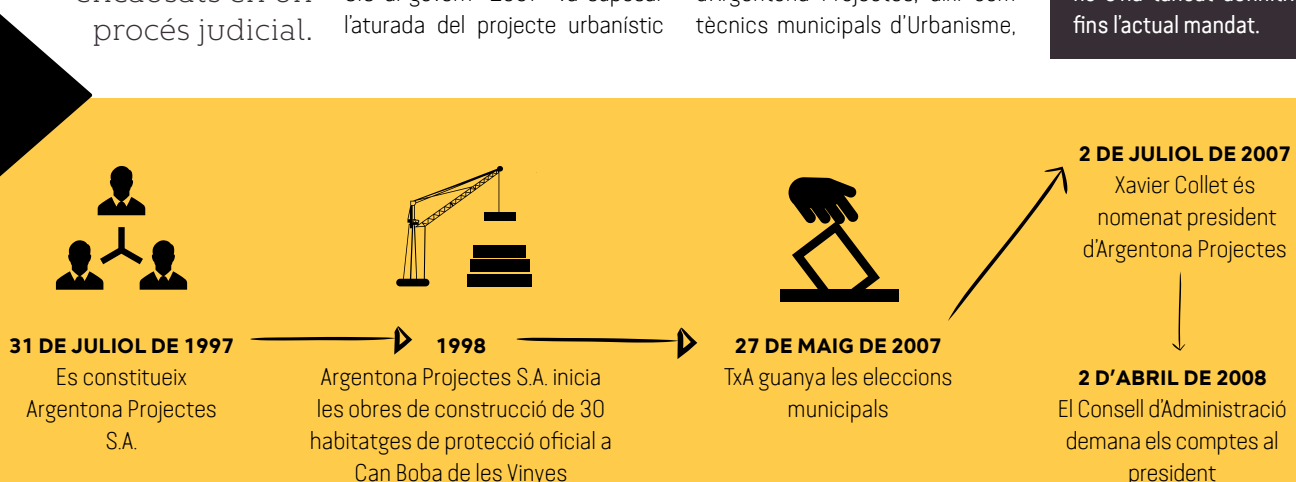 procés judicial.
l'aturada del projecte urbanístic
tècnics municipals d'Urbanisme,
fins l'actual mandat.
31 DE JULIOL DE 1997
Es constitueix
Argentona Projectes
S.A.
1998
Argentona Projectes S.A. inicia
les obres de construcció de 30
habitatges de protecció oficial a
Can Boba de les Vinyes
27 DE MAIG DE 2007
TxA guanya les eleccions
municipals
2 DE JULIOL DE 2007
Xavier Collet és
nomenat president
d'Argentona Projectes
2 D'ABRIL DE 2008
El Consell d'Administració
demana els comptes al
president